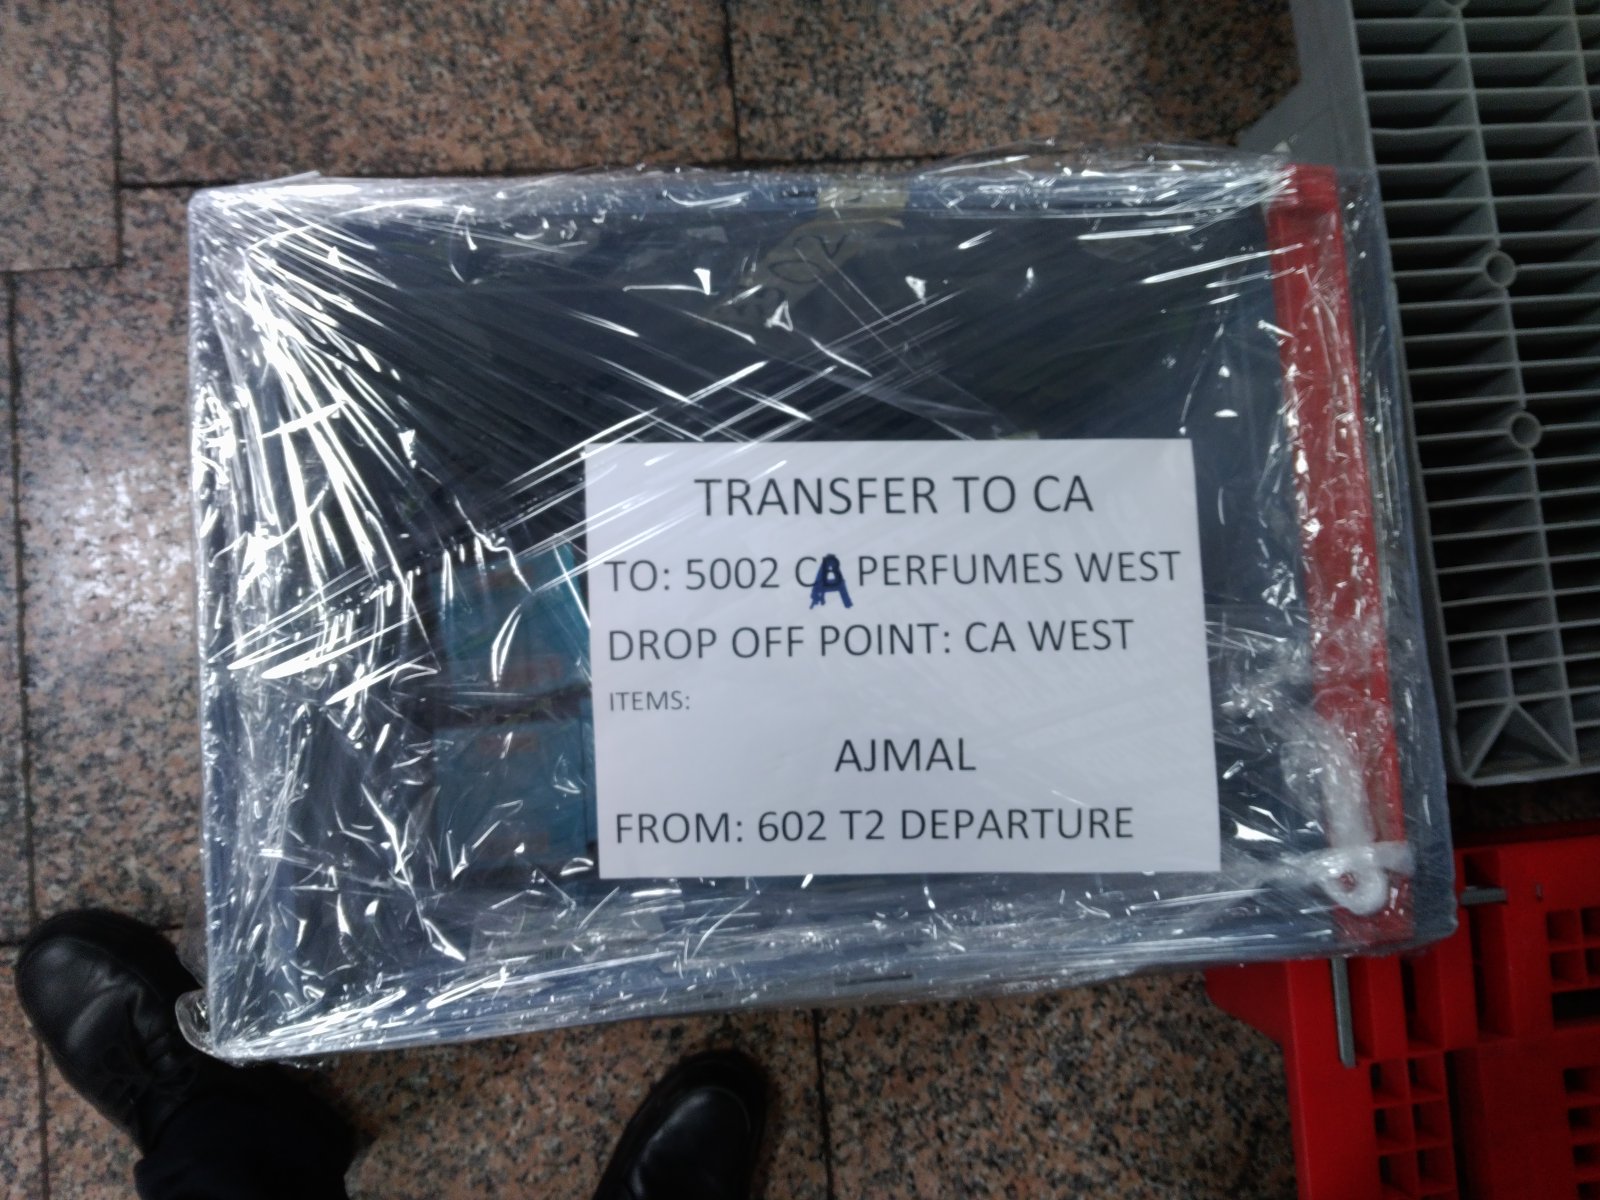 TRANSFER TO CA
TO: 5002 CA PERFUMES WEST
DROP OFF POINT: CA WEST
ITEMS:
AJMAL
FROM: 602 T2 DEPARTURE